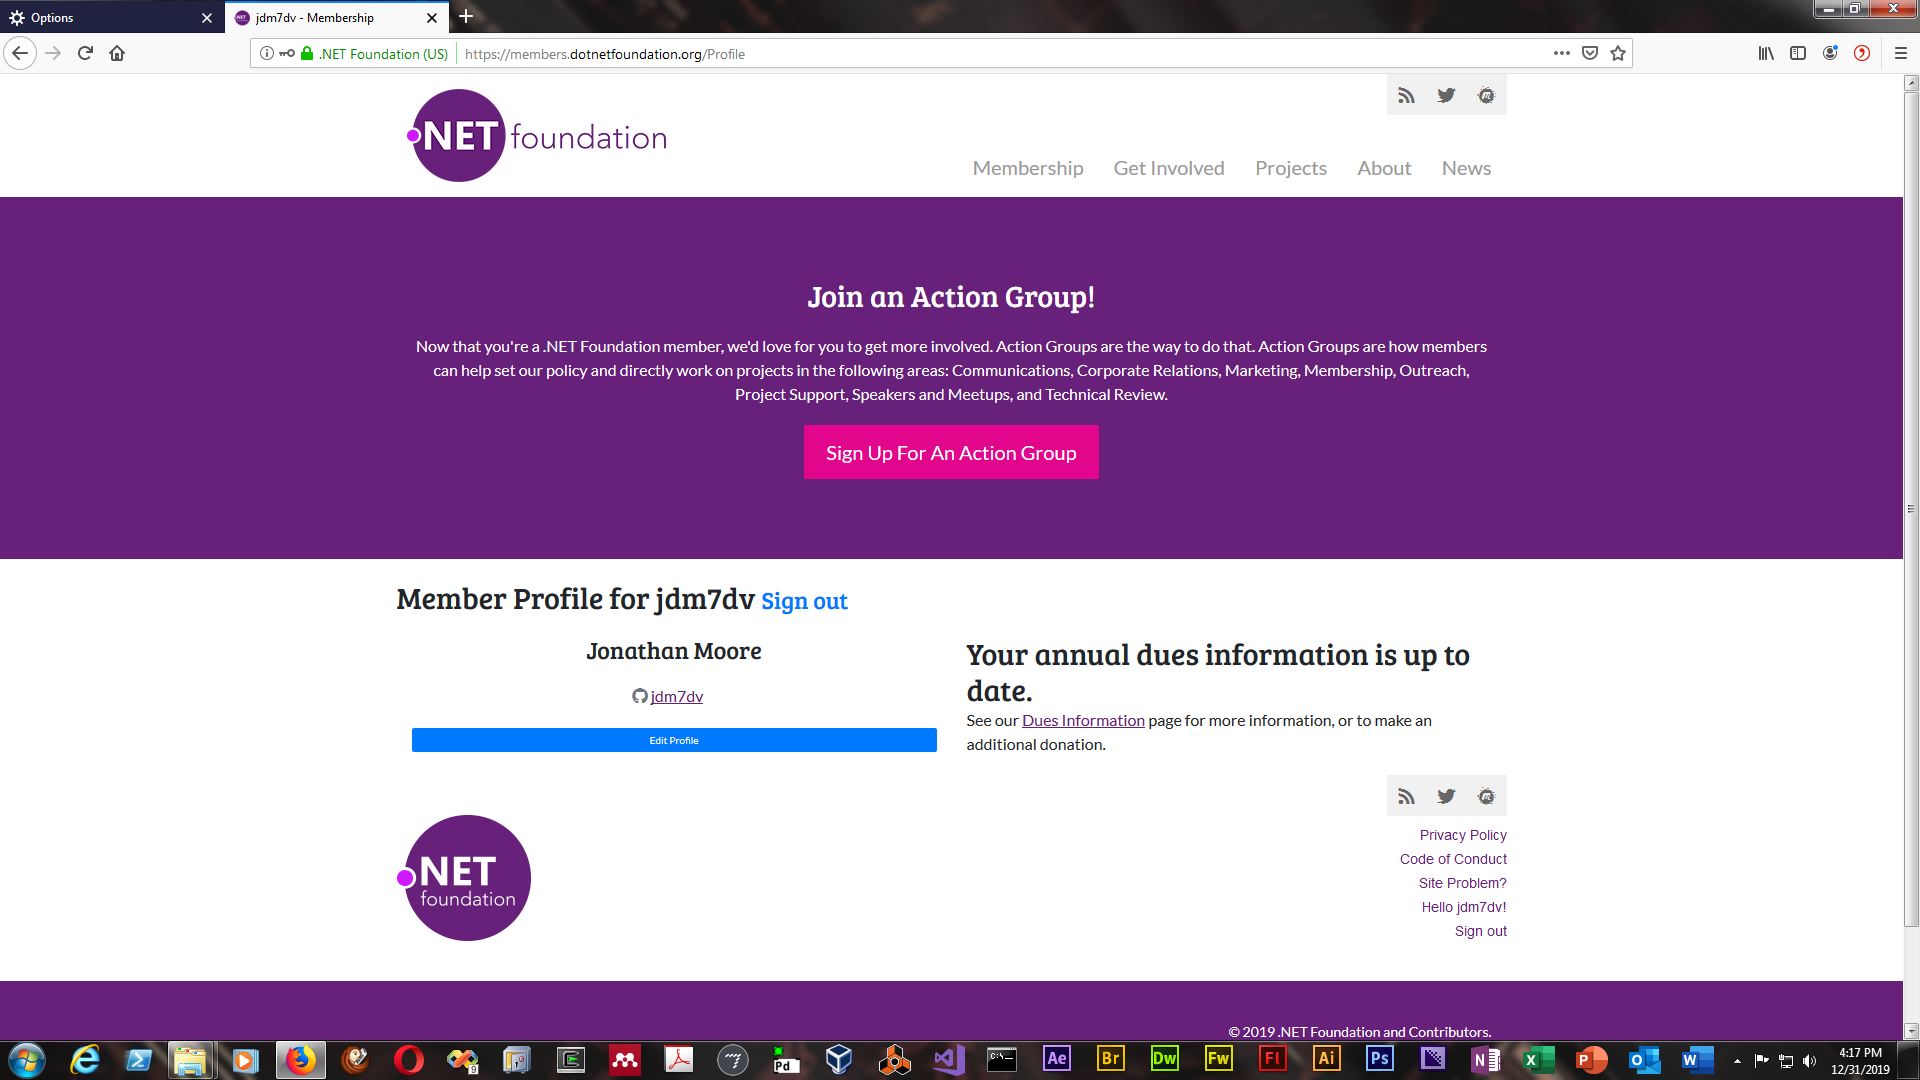 Options
jdm7dv - Membership
.NET Foundation (US)
https://members.dotnetfoundation.org/Profile
.NET foundation
Membership
Get Involved
Projects
About
News
Join an Action Group!
Now that you're a .NET Foundation member, we'd love for you to get more involved. Action Groups are the way to do that. Action Groups are how members
can help set our policy and directly work on projects in the following areas: Communications, Corporate Relations, Marketing, Membership, Outreach,
Project Support, Speakers and Meetups, and Technical Review.
Sign Up For An Action Group
Member Profile for jdm7dv Sign out
Jonathan Moore
jdm7dv
Edit Profile
Your annual dues information is up to
date.
See our Dues Information page for more information, or to make an
additional donation.
.NET
foundation
Privacy Policy
Code of Conduct
Site Problem?
Hello jdm7dv!
Sign out
© 2019 .NET Foundation and Contributors.
9
Pd
C:\
Ae
Br
Dw
Fw
Fl
Ai
Ps
N
X
P
O
W
4:17 PM
12/31/2019